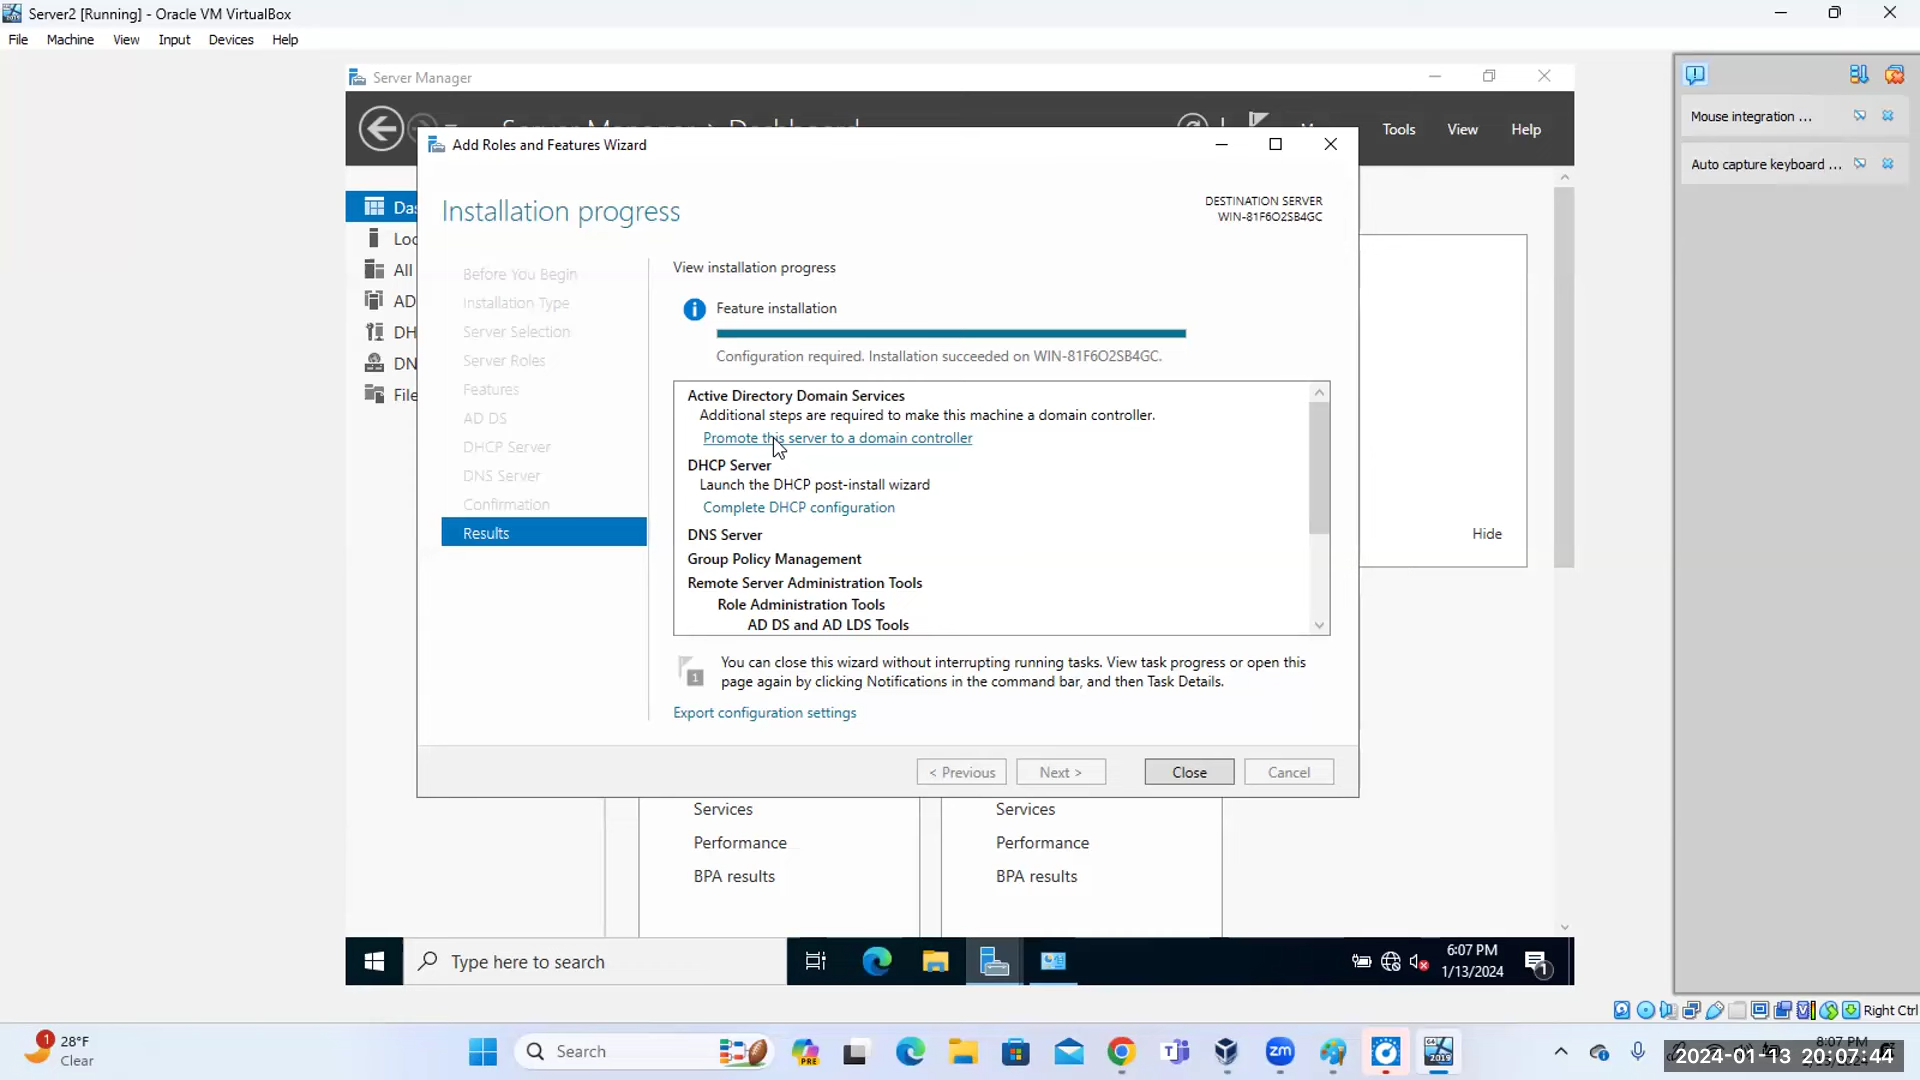 Server2 [Running] - Oracle VM VirtualBox
File Machine View Input Devices Help
Server Manager
Mouse integration ...
Auto capture keyboard ...
Tools View Help
Add Roles and Features Wizard
Installation progress
DESTINATION SERVER
WIN-81F6O2SB4GC
Before You Begin
Installation Type
Server Selection
Server Roles
Features
AD DS
DHCP Server
DNS Server
Confirmation
Results
View installation progress
Feature installation
Configuration required. Installation succeeded on WIN-81F6O2SB4GC.
Active Directory Domain Services
Additional steps are required to make this machine a domain controller.
Promote this server to a domain controller
DHCP Server
Launch the DHCP post-install wizard
Complete DHCP configuration
DNS Server
Group Policy Management
Remote Server Administration Tools
Role Administration Tools
AD DS and AD LDS Tools
1
You can close this wizard without interrupting running tasks. View task progress or open this
page again by clicking Notifications in the command bar, and then Task Details.
Export configuration settings
< Previous Next > Close Cancel
Hide
All
AD
Services Services
Performance Performance
BPA results BPA results
Type here to search
6:07 PM
1/13/2024
1
Right Ctrl
1
28°F
Clear
Search
PRE
64
2019
2024-01-13 20:07:44